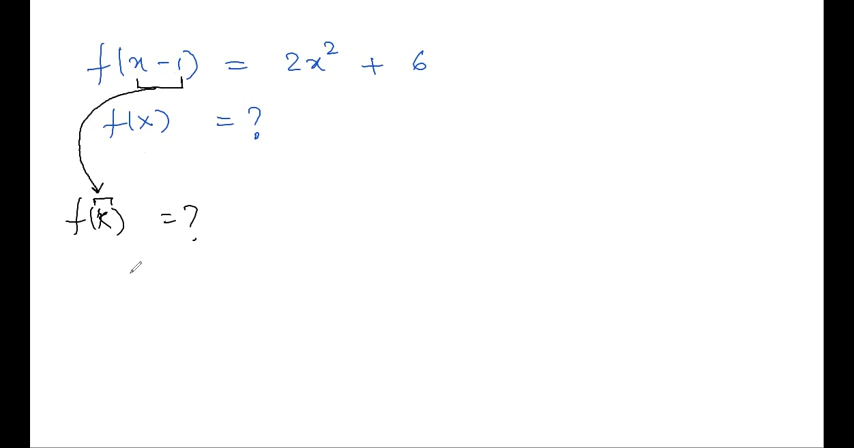 f(x-1) = 2x² + 6
f(x) = ?
f(x) = ?